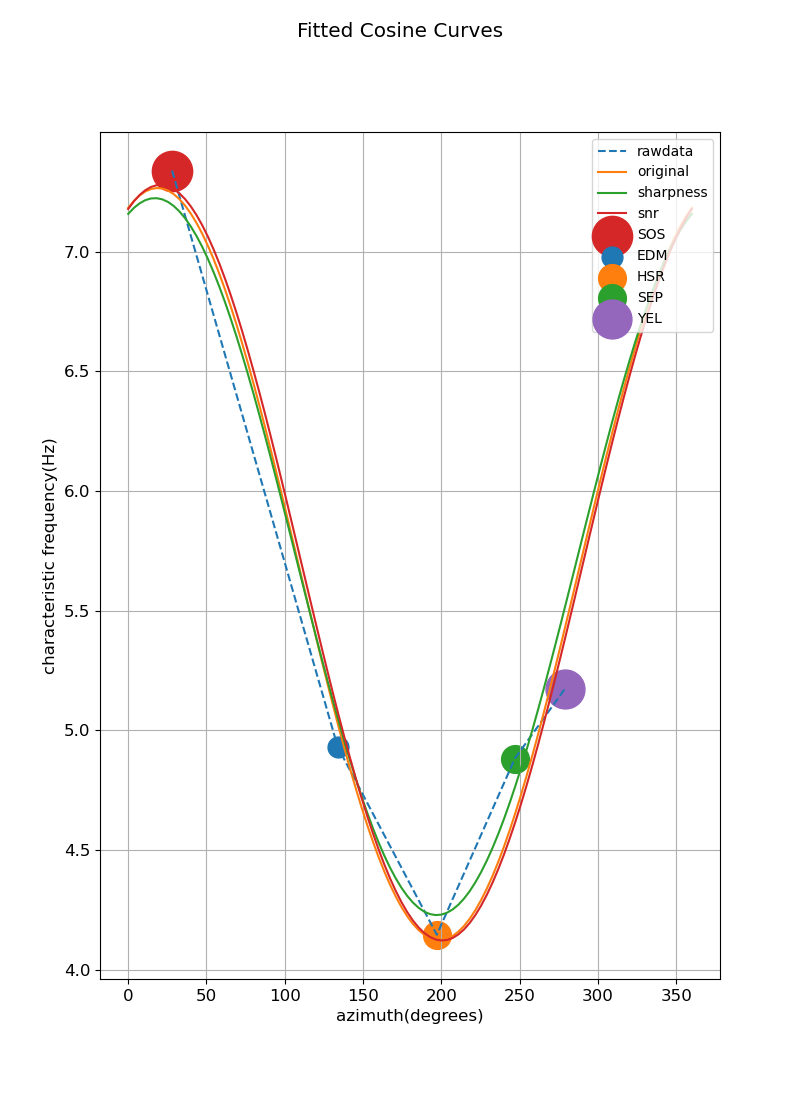 Fitted Cosine Curves
rawdata
original
sharpness
snr
SOS
EDM
HSR
SEP
YEL
7.0
6.5
6.0
5.5
5.0
4.5
4.0
characteristic frequency(Hz)
0 50 100 150 200 250 300 350
azimuth(degrees)